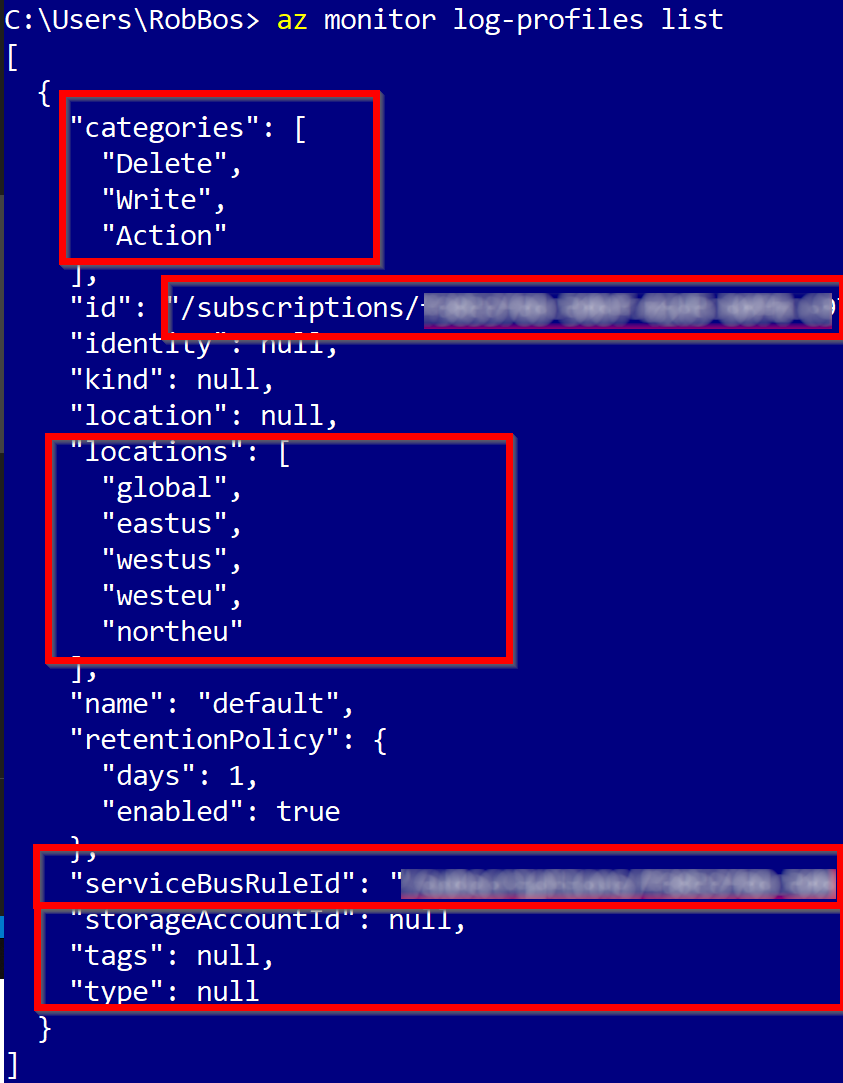 C:\Users\RobBos> az monitor log-profiles list
[
  {
    "categories": [
      "Delete",
      "Write",
      "Action"
    ],
    "id": "/subscriptions/
    "identity": null,
    "kind": null,
    "location": null,
    "locations": [
      "global",
      "eastus",
      "westus",
      "westeu",
      "northeu"
    ],
    "name": "default",
    "retentionPolicy": {
      "days": 1,
      "enabled": true
    },
    "serviceBusRuleId": "
    "storageAccountId": null,
    "tags": null,
    "type": null
  }
]